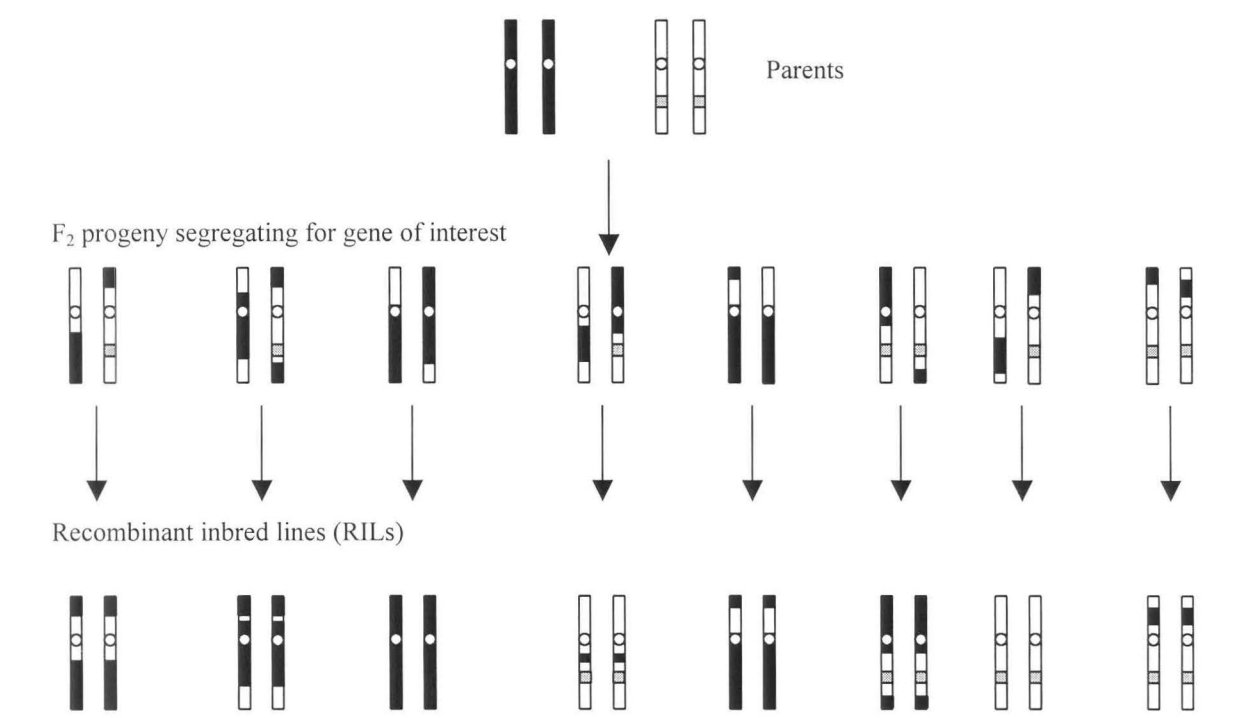 Parents
F₂ progeny segregating for gene of interest
Recombinant inbred lines (RILs)